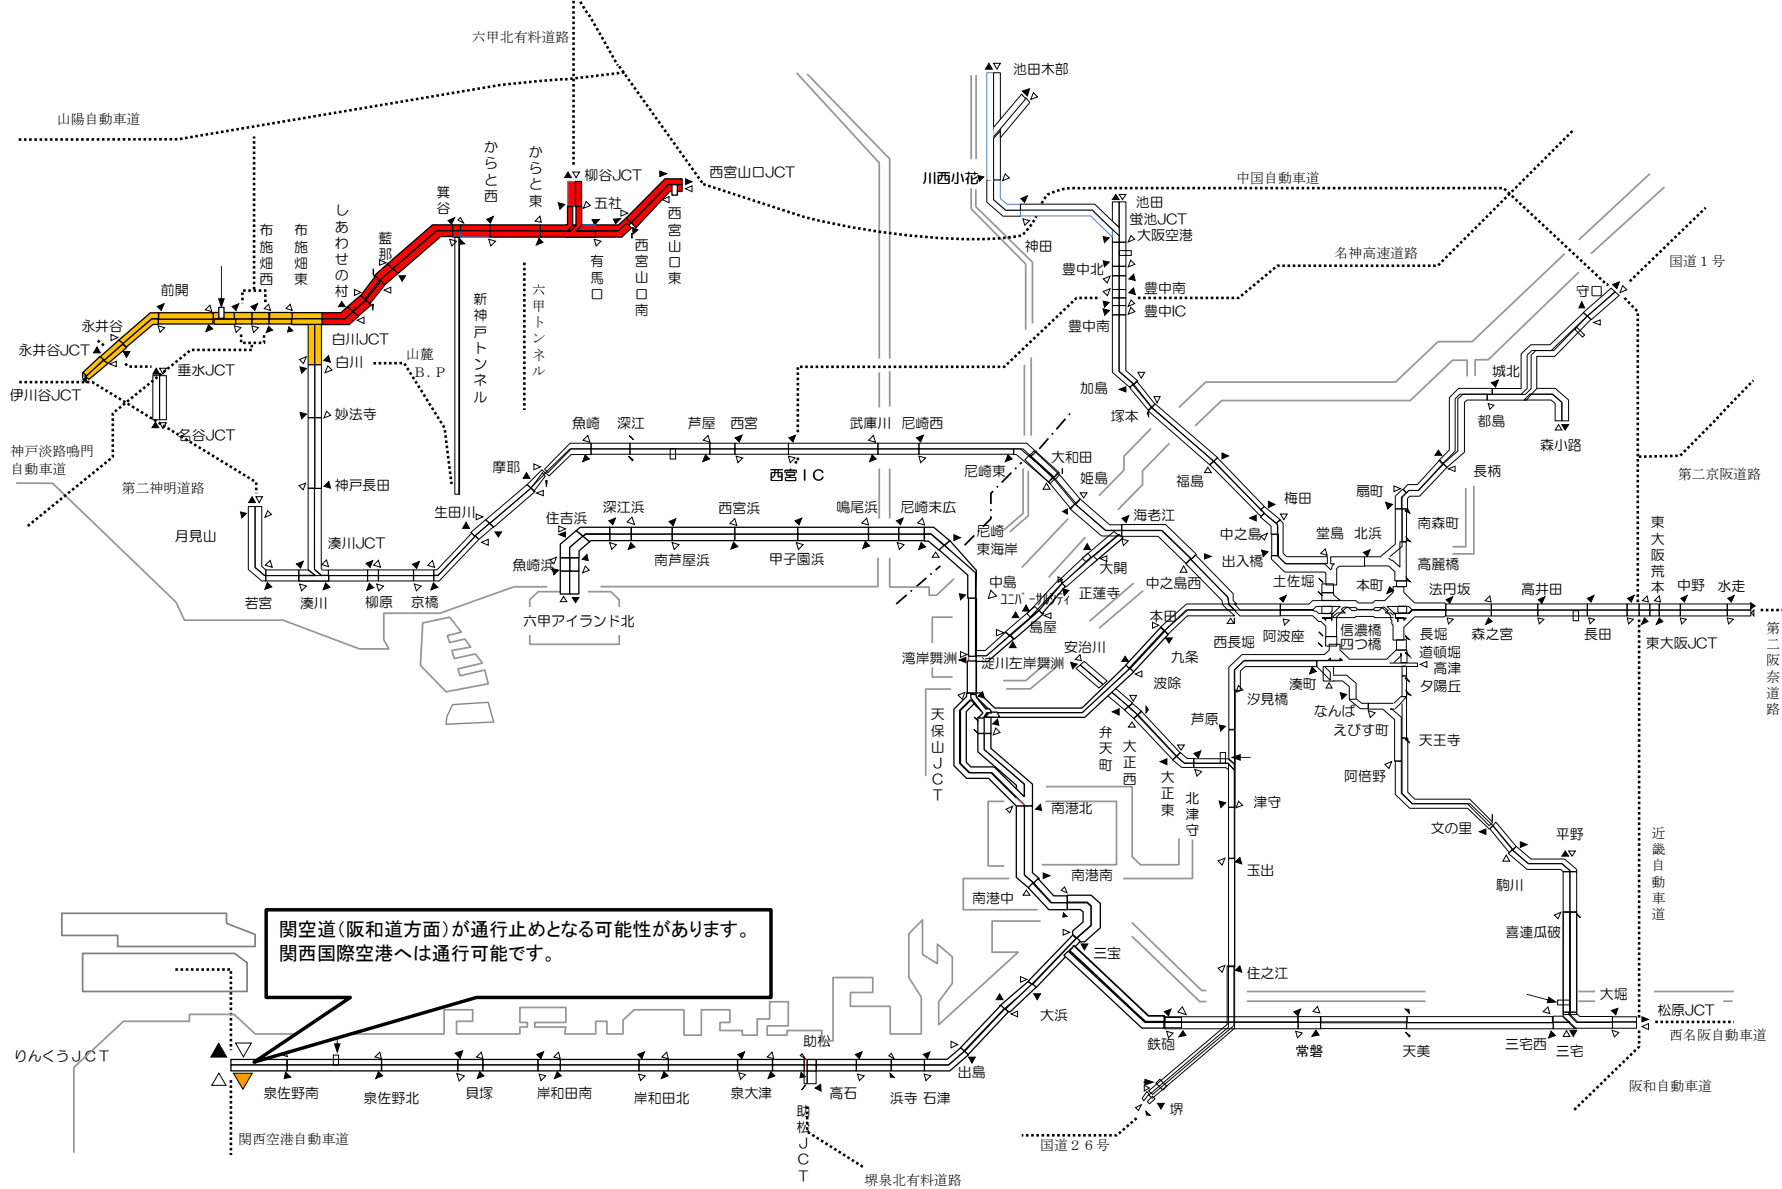 六甲北有料道路
山陽自動車道
池田木部
川西小花
神田
中国自動車道
名神高速道路
国道1号
守口
池田
蛍池JCT
大阪空港
豊中北
豊中南
豊中IC
豊中南
加島
塚本
福島
梅田
中之島
出入橋
堂島
北浜
土佐堀
本町
高麗橋
南森町
扇町
長柄
都島
城北
森小路
第二京阪道路
からと西
からと東
柳谷JCT
五社
西宮山口JCT
西宮山口東
西宮山口南
有馬口
箕谷
藍那
しあわせの村
布施畑東
布施畑西
前開
永井谷
永井谷JCT
伊川谷JCT
垂水JCT
名谷JCT
神戸淡路鳴門
自動車道
第二神明道路
白川JCT
白川
妙法寺
神戸長田
湊川JCT
山麓
B.P
新神戸トンネル
六甲トンネル
月見山
若宮
湊川
柳原
京橋
生田川
摩耶
魚崎
深江
芦屋
西宮
西宮IC
武庫川
尼崎西
尼崎東
大和田
姫島
海老江
中之島西
住吉浜
魚崎浜
六甲アイランド北
深江浜
南芦屋浜
西宮浜
甲子園浜
鳴尾浜
尼崎末広
尼崎
東海岸
中島
ユニバーサルシティ
大開
正蓮寺
島屋
湾岸舞洲
淀川左岸舞洲
安治川
本田
九条
波除
西長堀
阿波座
信濃橋
四つ橋
法円坂
森之宮
高井田
長田
東大阪荒本
中野
水走
東大阪JCT
第二阪奈道路
長堀
道頓堀
高津
夕陽丘
湊町
なんば
えびす町
天王寺
阿倍野
汐見橋
芦原
弁天町
大正西
大正東
北津守
津守
玉出
住之江
天保山JCT
南港北
南港南
南港中
三宝
文の里
駒川
平野
喜連瓜破
近畿自動車道
大堀
松原JCT
西名阪自動車道
阪和自動車道
三宅
三宅西
天美
常磐
鉄砲
堺
国道26号
大浜
出島
石津
浜寺
高石
助松
助松JCT
堺泉北有料道路
泉大津
岸和田北
岸和田南
貝塚
泉佐野北
泉佐野南
りんくうJCT
関西空港自動車道
関空道(阪和道方面)が通行止めとなる可能性があります。
関西国際空港へは通行可能です。